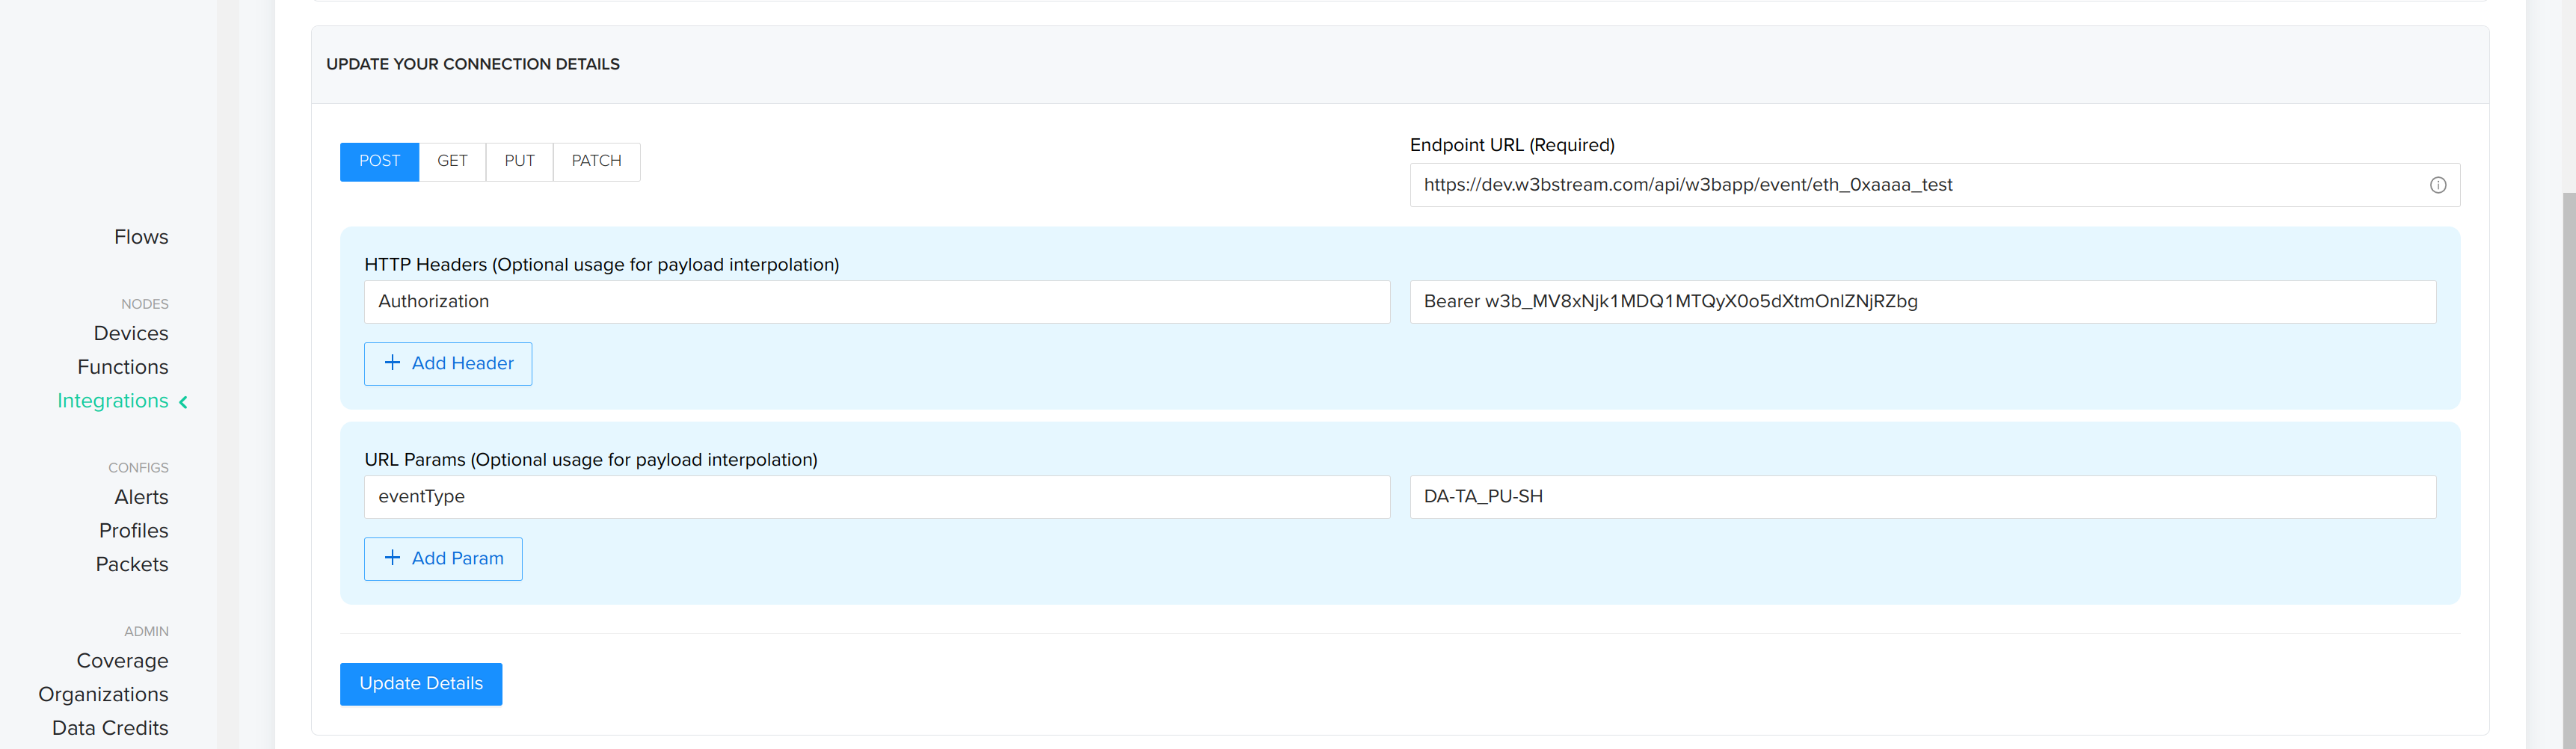 Flows
NODES
Devices
Functions
Integrations
CONFIGS
Alerts
Profiles
Packets
ADMIN
Coverage
Organizations
Data Credits
UPDATE YOUR CONNECTION DETAILS
POST GET PUT PATCH
Endpoint URL (Required)
https://dev.w3bstream.com/api/w3bapp/event/eth_0xaaaa_test
HTTP Headers (Optional usage for payload interpolation)
Authorization Bearer w3b_MV8xNjk1MDQ1MTQyX0o5dXtmOnlZNjRZbg
+ Add Header
URL Params (Optional usage for payload interpolation)
eventType DA-TA_PU-SH
+ Add Param
Update Details